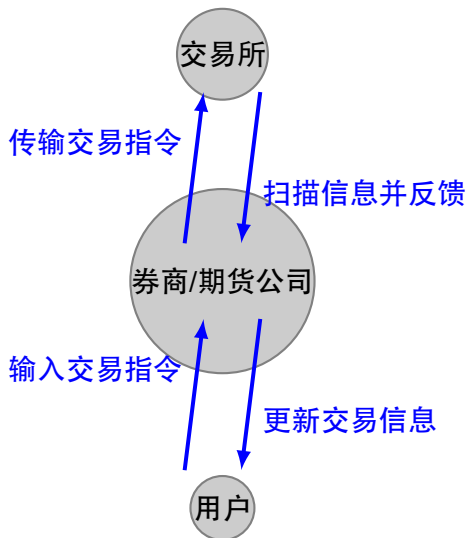 交易所
传输交易指令
扫描信息并反馈
券商/期货公司
输入交易指令
更新交易信息
用户